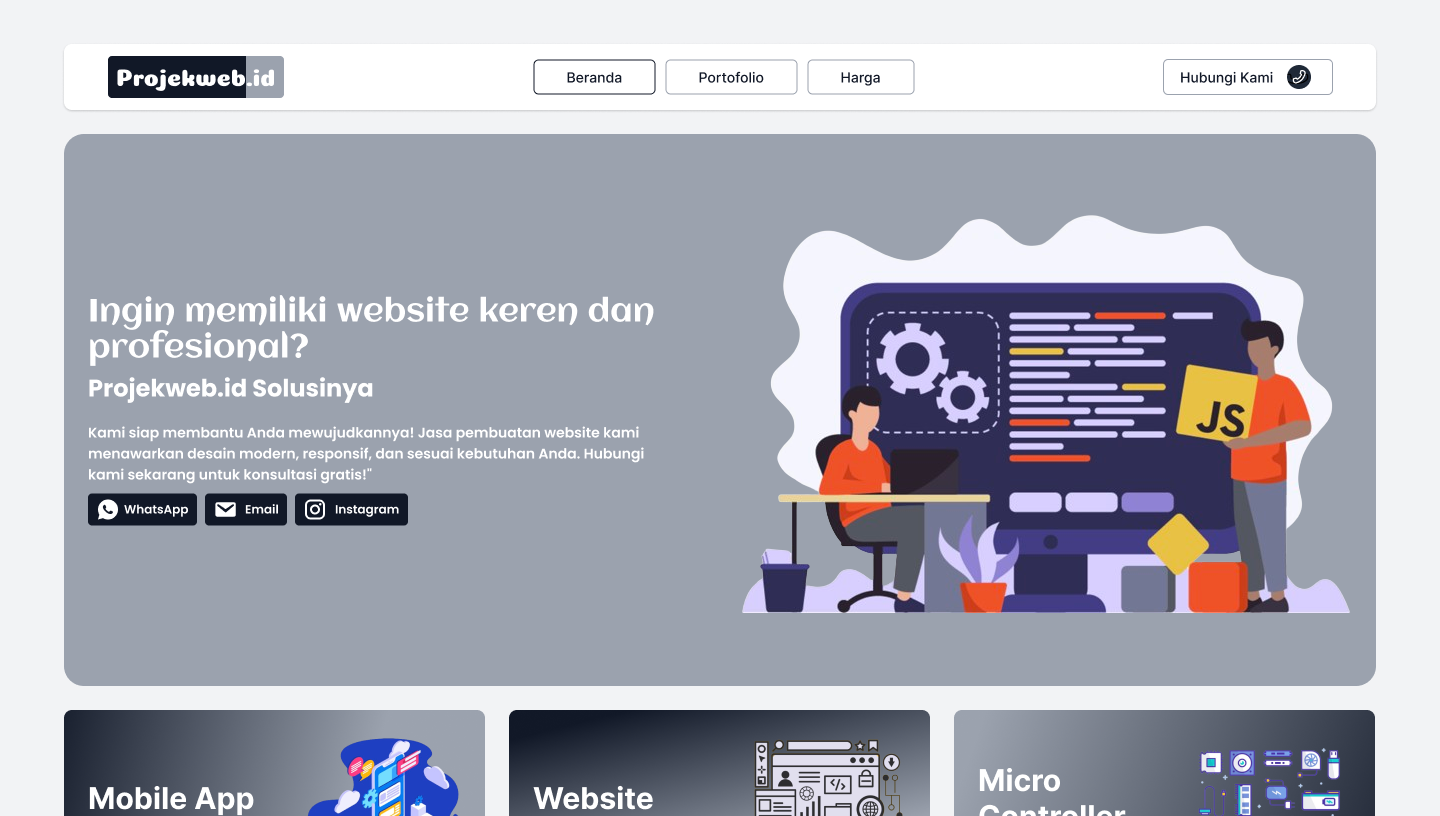 Projekweb.id
Beranda
Portofolio
Harga
Hubungi Kami
Ingin memiliki website keren dan
profesional?
Projekweb.id Solusinya
Kami siap membantu Anda mewujudkannya! Jasa pembuatan website kami
menawarkan desain modern, responsif, dan sesuai kebutuhan Anda. Hubungi
kami sekarang untuk konsultasi gratis!"
WhatsApp
Email
Instagram
JS
Mobile App
Website
Micro
Controller